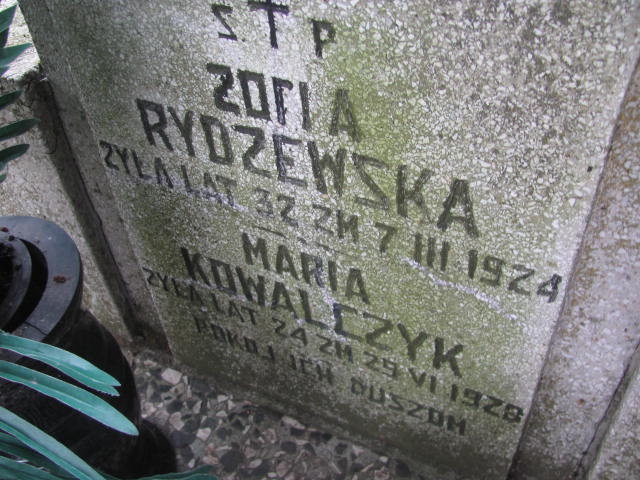 Ś † P
ZOFIA
RYDZEWSKA
ŻYŁA LAT 32 ZM 7 III 1924
MARIA
KOWALCZYK
ŻYŁA LAT 24 ZM 29 VI 1928
POKÓJ ICH DUSZOM